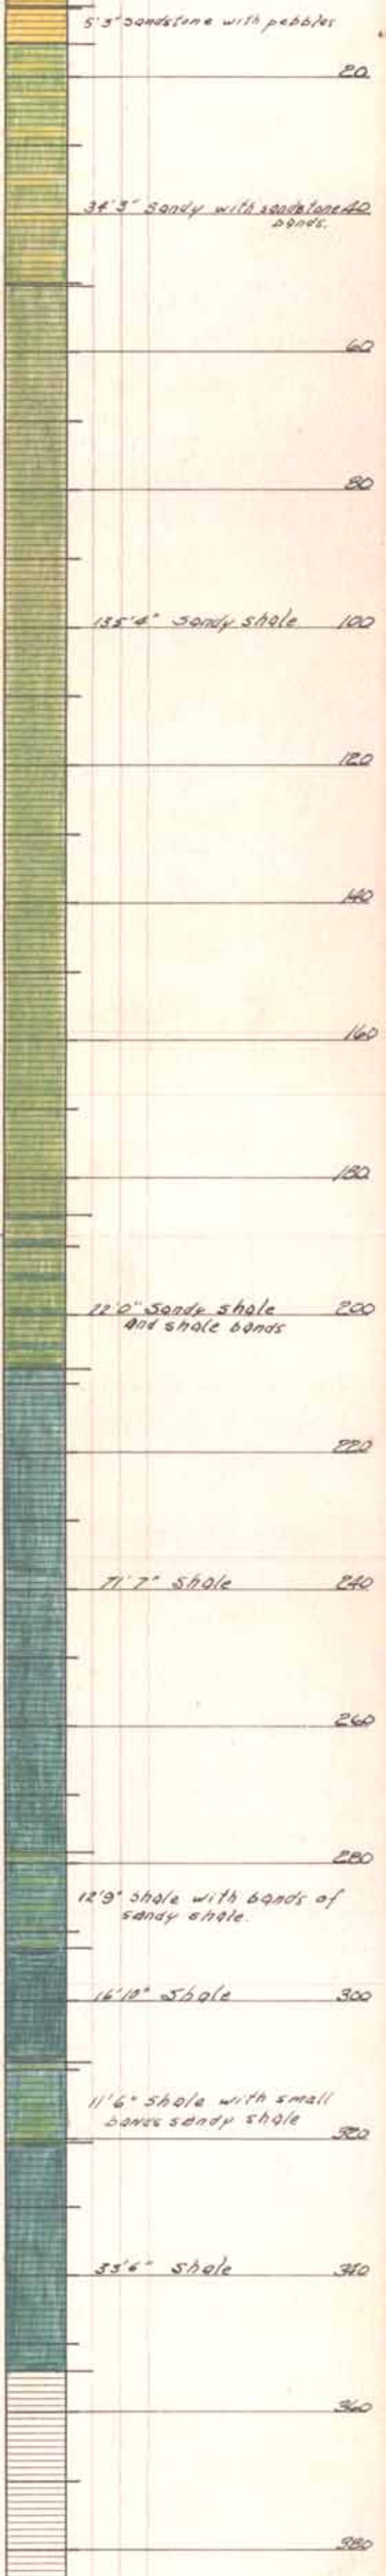 5'3" sandstone with pebbles
20
34'3" Sandy with sandstone 40
bands.
60
80
135'4" Sandy shale 100
120
140
160
180
22'0" Sandy shale 200
and shale bands
220
71'7" Shale 240
260
280
12'9" Shale with bands of
sandy shale.
16'10" Shale 300
11'6" Shale with small
bands sandy shale
320
33'6" Shale 340
360
380